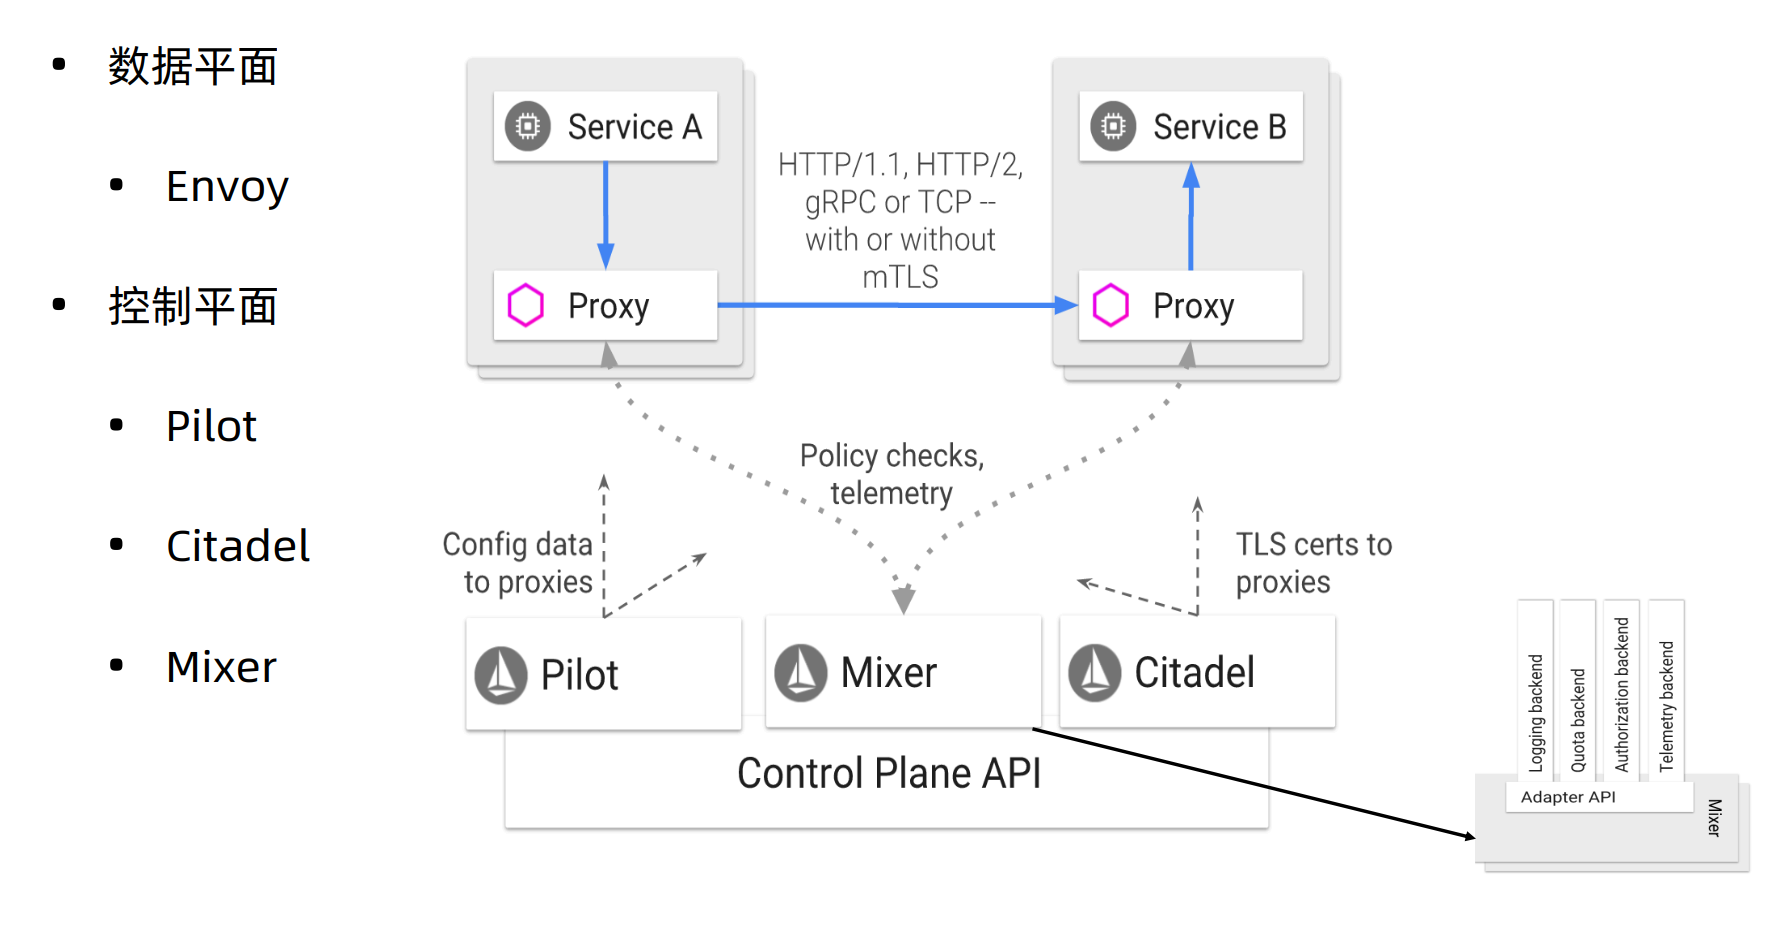 数据平面
Envoy
控制平面
Pilot
Citadel
Mixer
Service A
Service B
HTTP/1.1, HTTP/2,
gRPC or TCP --
with or without
mTLS
Proxy
Proxy
Policy checks,
telemetry
Config data
to proxies
TLS certs to
proxies
Pilot
Mixer
Citadel
Control Plane API
Logging backend
Quota backend
Authorization backend
Telemetry backend
Adapter API
Mixer